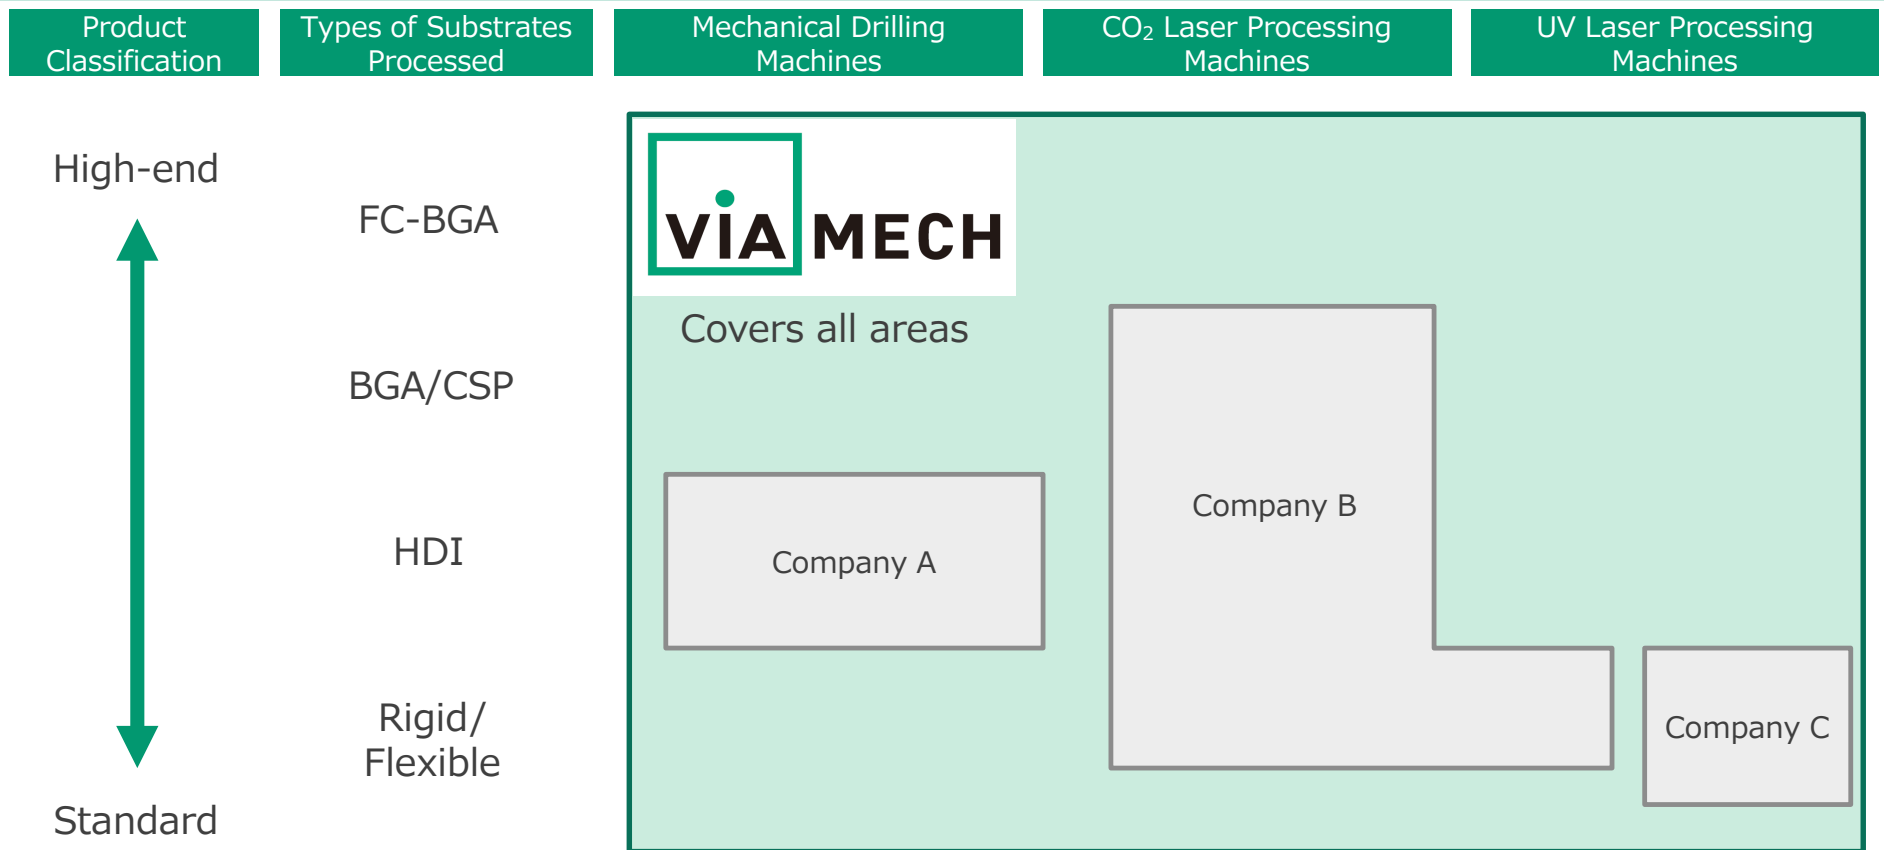 Product
Classification
Types of Substrates
Processed
Mechanical Drilling
Machines
CO₂ Laser Processing
Machines
UV Laser Processing
Machines
High-end
FC-BGA
VIA MECH
Covers all areas
BGA/CSP
Company B
HDI
Company A
Rigid/
Flexible
Company C
Standard